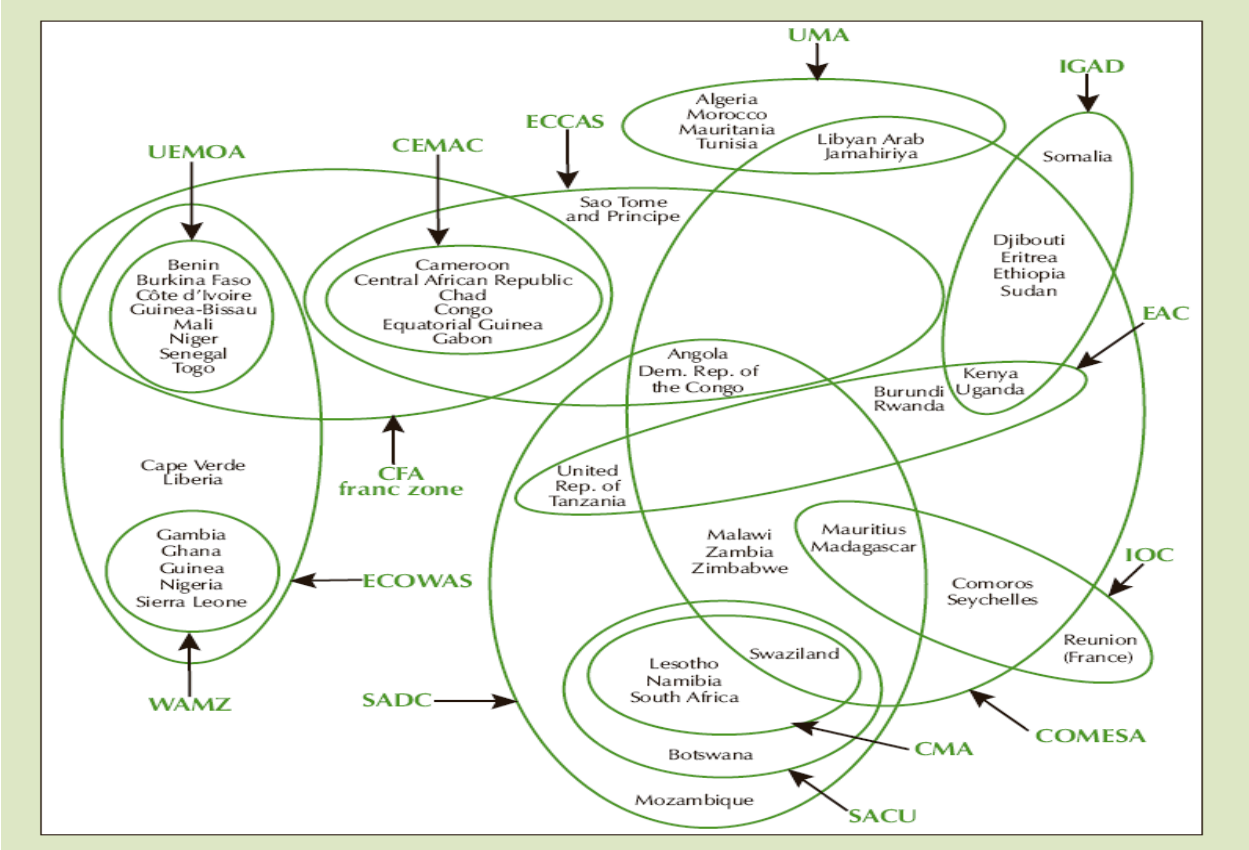 UMA
IGAD
Algeria
Morocco
Mauritania
Tunisia
Libyan Arab
Jamahiriya
Somalia
ECCAS
CEMAC
UEMOA
Sao Tome
and Principe
Djibouti
Eritrea
Ethiopia
Sudan
Benin
Burkina Faso
Côte d'Ivoire
Guinea-Bissau
Mali
Niger
Senegal
Togo
Cameroon
Central African Republic
Chad
Congo
Equatorial Guinea
Gabon
EAC
Angola
Dem. Rep. of
the Congo
Burundi
Rwanda
Kenya
Uganda
CFA
franc zone
Cape Verde
Liberia
United
Rep. of
Tanzania
Gambia
Ghana
Guinea
Nigeria
Sierra Leone
ECOWAS
Malawi
Zambia
Zimbabwe
Mauritius
Madagascar
IOC
Comoros
Seychelles
Reunion
(France)
Swaziland
Lesotho
Namibia
South Africa
WAMZ
SADC
COMESA
CMA
Botswana
Mozambique
SACU